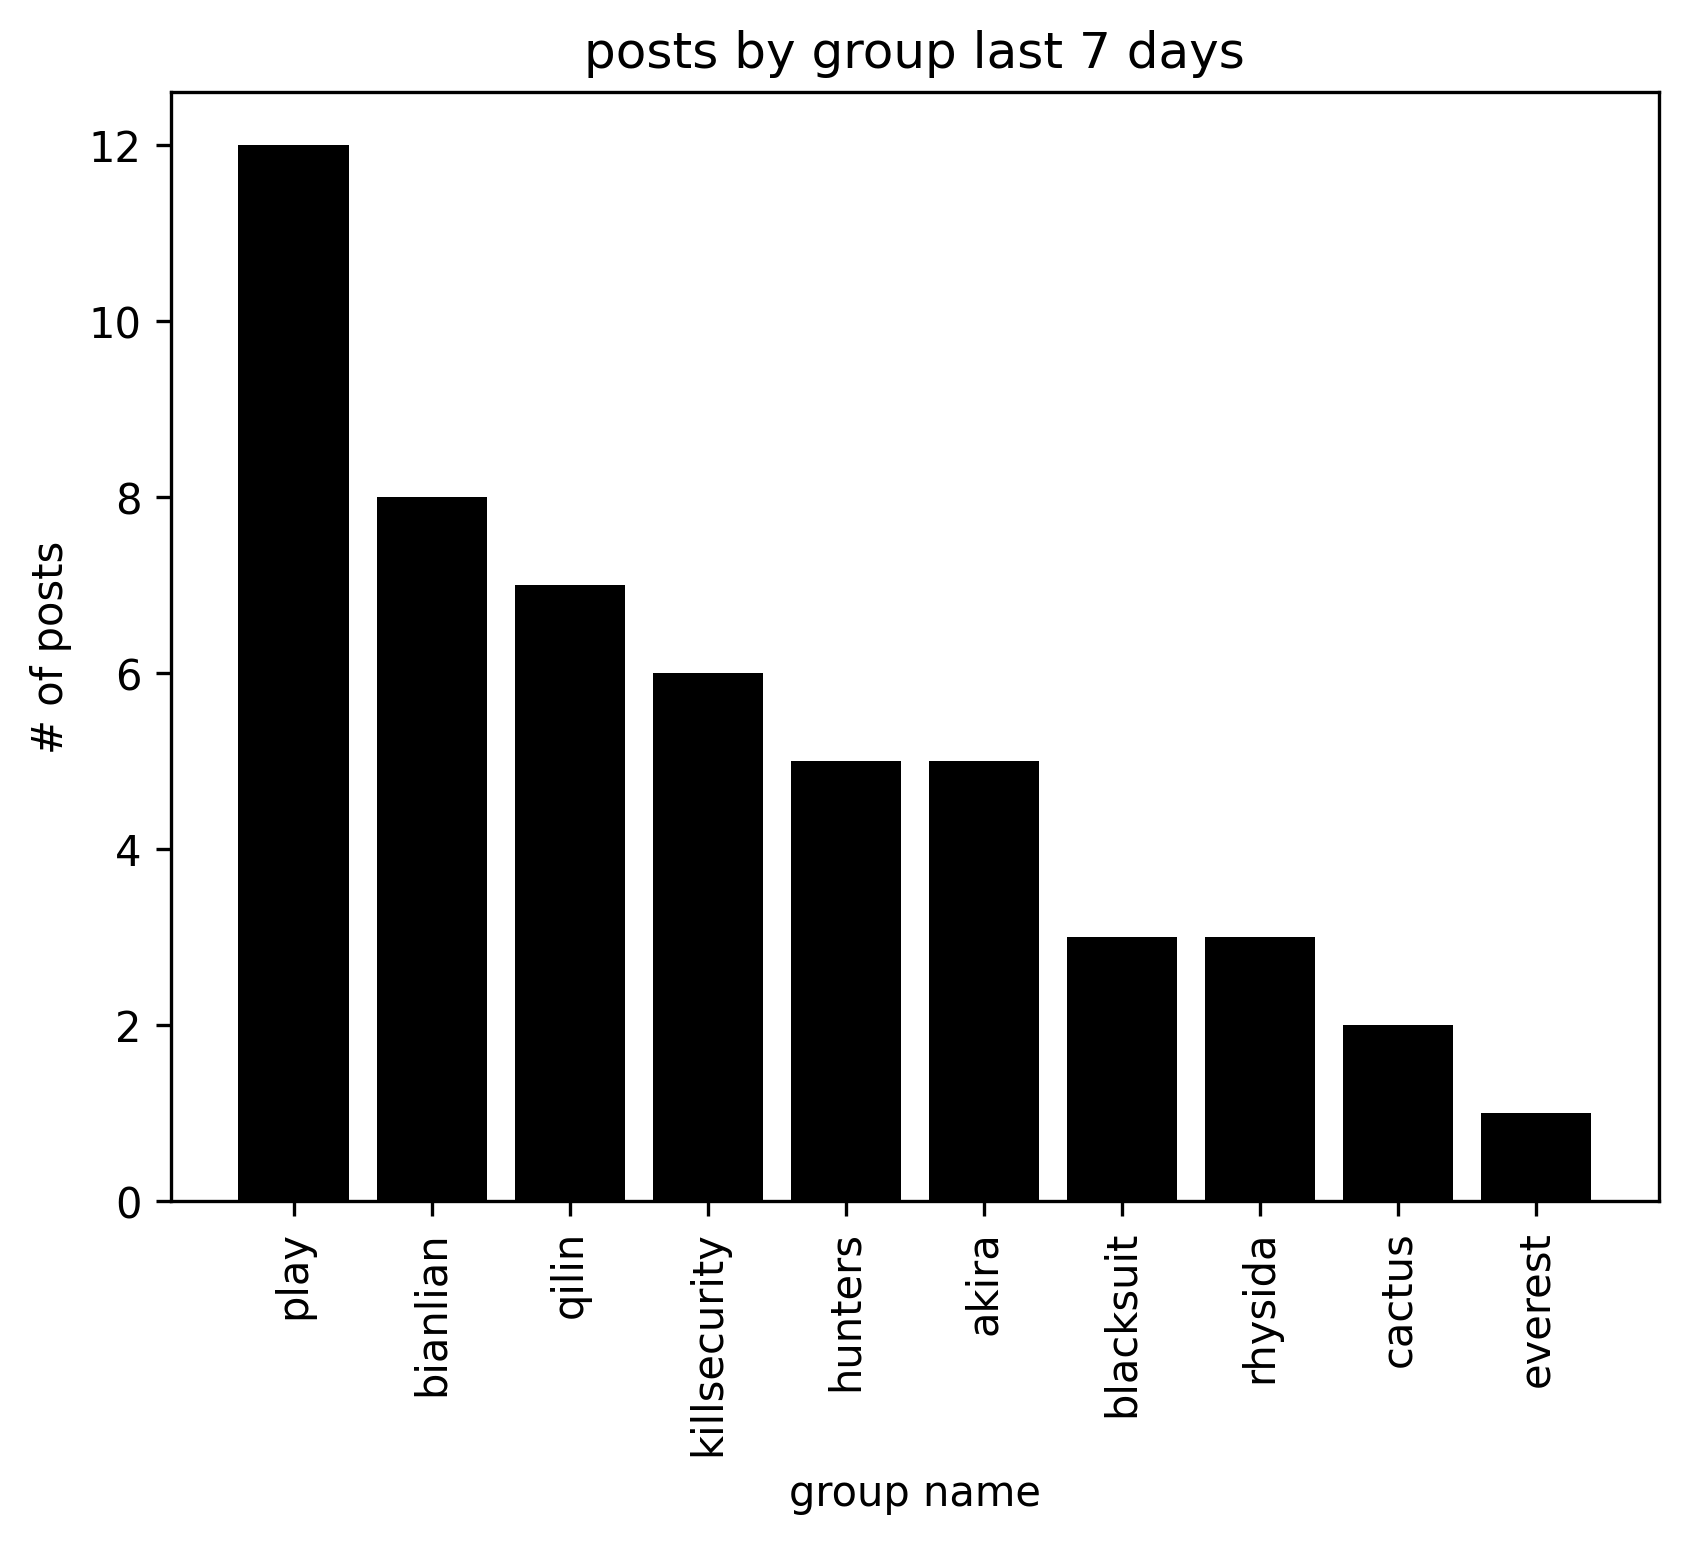 posts by group last 7 days
# of posts
12
10
8
6
4
2
0
play
bianlian
qilin
killsecurity
hunters
akira
blacksuit
rhysida
cactus
everest
group name